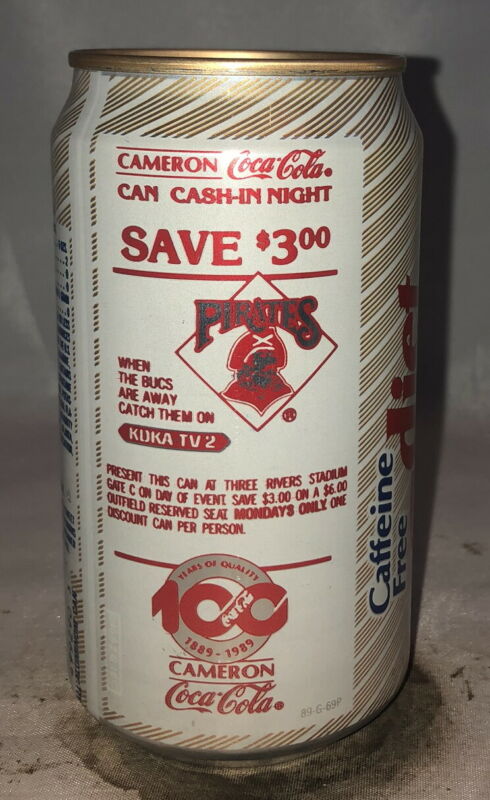 CAMERON Coca-Cola®
CAN CASH-IN NIGHT
SAVE $3.00
PIRATES
®
WHEN
THE BUCS
ARE AWAY
CATCH THEM ON
KDKA TV 2
PRESENT THIS CAN AT THREE RIVERS STADIUM
GATE C ON DAY OF EVENT. SAVE $3.00 ON A $6.00
OUTFIELD RESERVED SEAT. MONDAYS ONLY. ONE
DISCOUNT CAN PER PERSON.
YEARS OF QUALITY
100
1889 - 1989
CAMERON
Coca-Cola®
89-G-69P
Caffeine
Free
diet